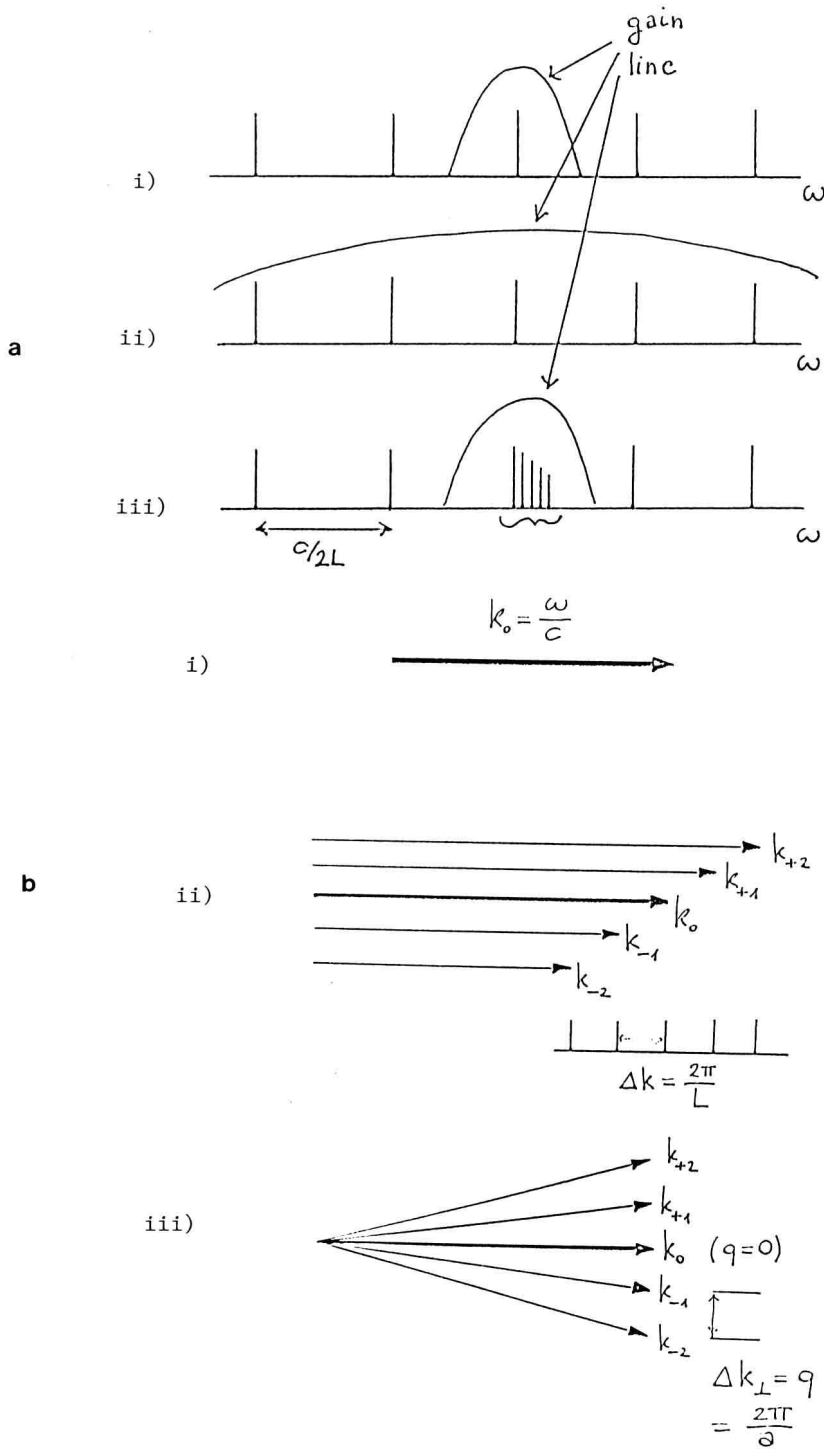 gain
linc
i)
ω
a
ii)
ω
iii)
c/2L
ω
k₀ = ω/c
i)
b
ii)
k₊₂
k₊₁
k₀
k₋₁
k₋₂
Δk = 2π/L
iii)
k₊₂
k₊₁
k₀ (q=0)
k₋₁
k₋₂
Δk⊥ = q
= 2π/a